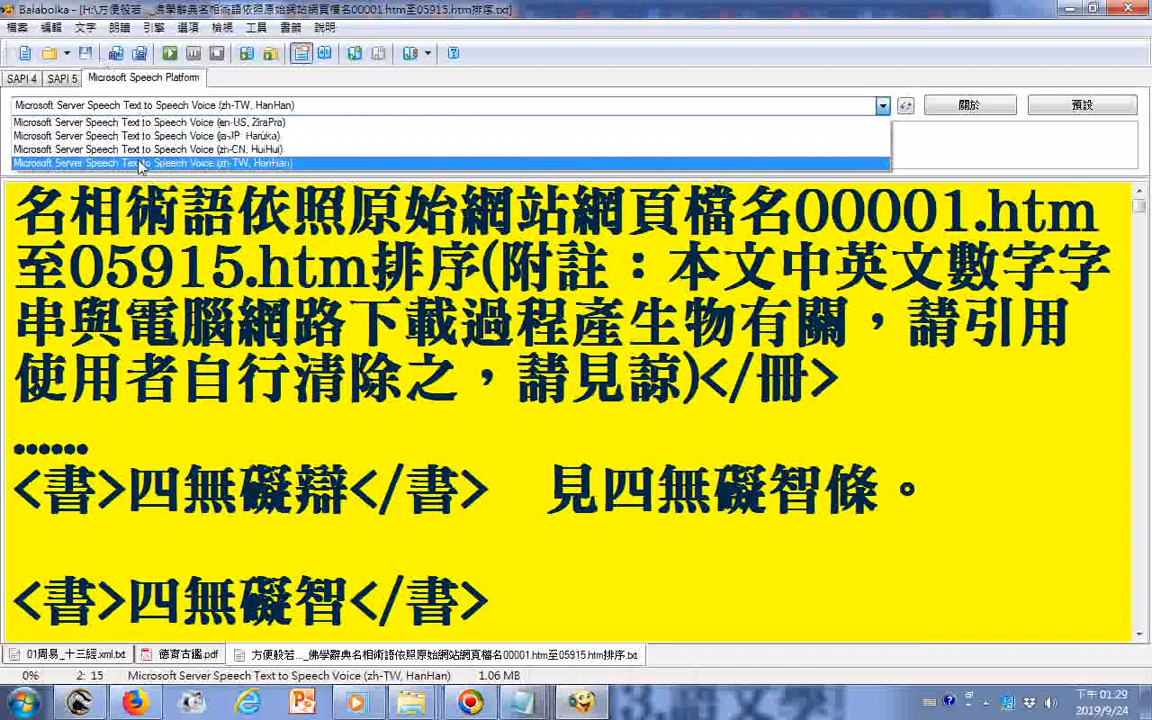 Balabolka - [H:\方便般若..._佛學辭典名相術語依照原始網站網頁檔名00001.htm至05915.htm排序.txt]
檔案 編輯 文字 朗讀 引擎 選項 檢視 工具 書籤 說明
SAPI 4 SAPI 5 Microsoft Speech Platform
Microsoft Server Speech Text to Speech Voice (zh-TW, HanHan) 關於 預設
Microsoft Server Speech Text to Speech Voice (en-US, ZiraPro)
Microsoft Server Speech Text to Speech Voice (ja-JP, Haruka)
Microsoft Server Speech Text to Speech Voice (zh-CN, HuiHui)
Microsoft Server Speech Text to Speech Voice (zh-TW, HanHan)
名相術語依照原始網站網頁檔名00001.htm
至05915.htm排序(附註：本文中英文數字字
串與電腦網路下載過程產生物有關，請引用
使用者自行清除之，請見諒)</冊>
......
<書>四無礙辯</書>　見四無礙智條。
<書>四無礙智</書>
01周易_十三經.xml.txt 德育古鑑.pdf 方便般若..._佛學辭典名相術語依照原始網站網頁檔名00001.htm至05915.htm排序.txt
0% 2: 15 Microsoft Server Speech Text to Speech Voice (zh-TW, HanHan) 1.06 MB
下午 01:29
2019/9/24